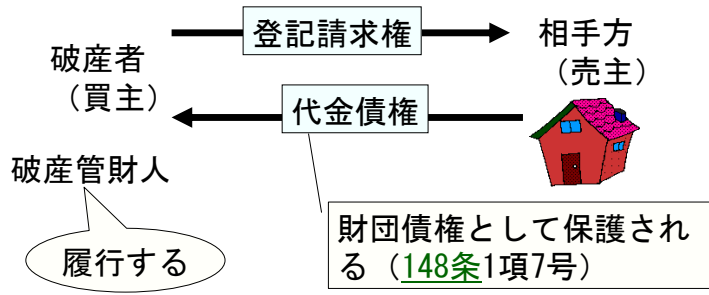 登記請求権
破産者
（買主）
相手方
（売主）
代金債権
破産管財人
履行する
財団債権として保護され
る（148条1項7号）